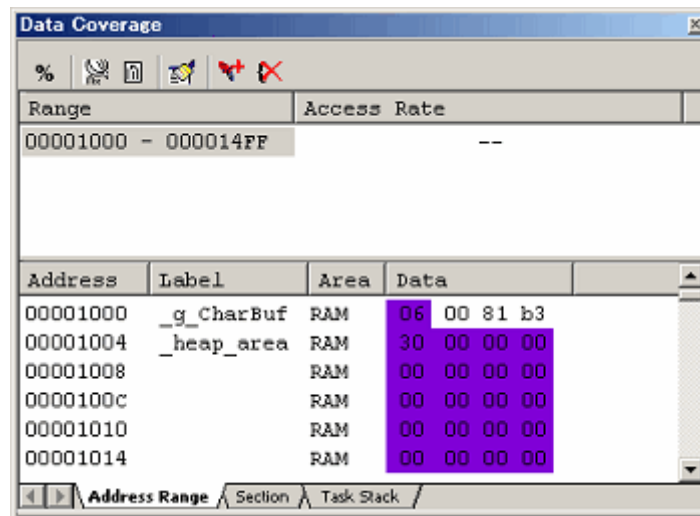 Data Coverage
%
Range Access Rate
00001000 - 000014FF --
Address Label Area Data
00001000 _g_CharBuf RAM 06 00 81 b3
00001004 _heap_area RAM 30 00 00 00
00001008 RAM 00 00 00 00
0000100C RAM 00 00 00 00
00001010 RAM 00 00 00 00
00001014 RAM 00 00 00 00
Address Range Section Task Stack